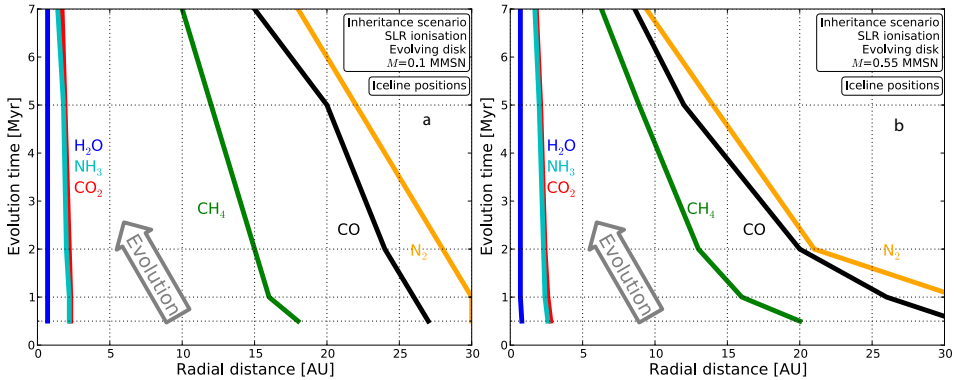 7
6
5
4
3
2
1
0
0
5
10
15
20
25
30
Evolution time [Myr]
Radial distance [AU]
Inheritance scenario
SLR ionisation
Evolving disk
M=0.1 MMSN
Iceline positions
a
H₂O
NH₃
CO₂
CH₄
CO
N₂
Evolution
7
6
5
4
3
2
1
0
0
5
10
15
20
25
30
Evolution time [Myr]
Radial distance [AU]
Inheritance scenario
SLR ionisation
Evolving disk
M=0.55 MMSN
Iceline positions
b
H₂O
NH₃
CO₂
CH₄
CO
N₂
Evolution